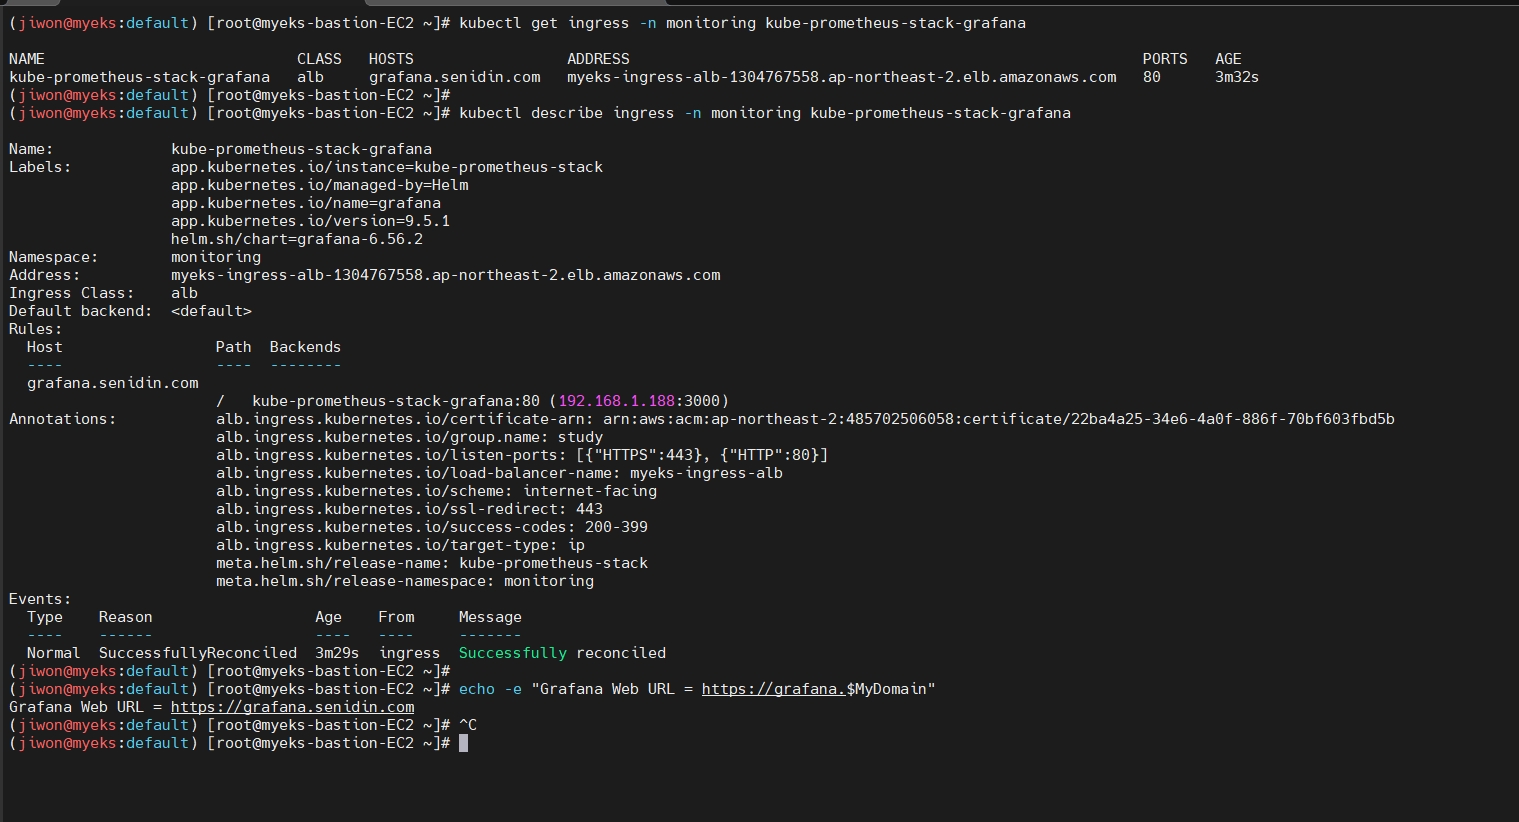 (jiwon@myeks:default) [root@myeks-bastion-EC2 ~]# kubectl get ingress -n monitoring kube-prometheus-stack-grafana
NAME CLASS HOSTS ADDRESS PORTS AGE
kube-prometheus-stack-grafana alb grafana.senidin.com myeks-ingress-alb-1304767558.ap-northeast-2.elb.amazonaws.com 80 3m32s
(jiwon@myeks:default) [root@myeks-bastion-EC2 ~]#
(jiwon@myeks:default) [root@myeks-bastion-EC2 ~]# kubectl describe ingress -n monitoring kube-prometheus-stack-grafana
Name: kube-prometheus-stack-grafana
Labels: app.kubernetes.io/instance=kube-prometheus-stack
app.kubernetes.io/managed-by=Helm
app.kubernetes.io/name=grafana
app.kubernetes.io/version=9.5.1
helm.sh/chart=grafana-6.56.2
Namespace: monitoring
Address: myeks-ingress-alb-1304767558.ap-northeast-2.elb.amazonaws.com
Ingress Class: alb
Default backend: <default>
Rules:
Host Path Backends
---- ---- --------
grafana.senidin.com
/ kube-prometheus-stack-grafana:80 (192.168.1.188:3000)
Annotations: alb.ingress.kubernetes.io/certificate-arn: arn:aws:acm:ap-northeast-2:485702506058:certificate/22ba4a25-34e6-4a0f-886f-70bf603fbd5b
alb.ingress.kubernetes.io/group.name: study
alb.ingress.kubernetes.io/listen-ports: [{"HTTPS":443}, {"HTTP":80}]
alb.ingress.kubernetes.io/load-balancer-name: myeks-ingress-alb
alb.ingress.kubernetes.io/scheme: internet-facing
alb.ingress.kubernetes.io/ssl-redirect: 443
alb.ingress.kubernetes.io/success-codes: 200-399
alb.ingress.kubernetes.io/target-type: ip
meta.helm.sh/release-name: kube-prometheus-stack
meta.helm.sh/release-namespace: monitoring
Events:
Type Reason Age From Message
---- ------ ---- ---- -------
Normal SuccessfullyReconciled 3m29s ingress Successfully reconciled
(jiwon@myeks:default) [root@myeks-bastion-EC2 ~]#
(jiwon@myeks:default) [root@myeks-bastion-EC2 ~]# echo -e "Grafana Web URL = https://grafana.$MyDomain"
Grafana Web URL = https://grafana.senidin.com
(jiwon@myeks:default) [root@myeks-bastion-EC2 ~]# ^C
(jiwon@myeks:default) [root@myeks-bastion-EC2 ~]#